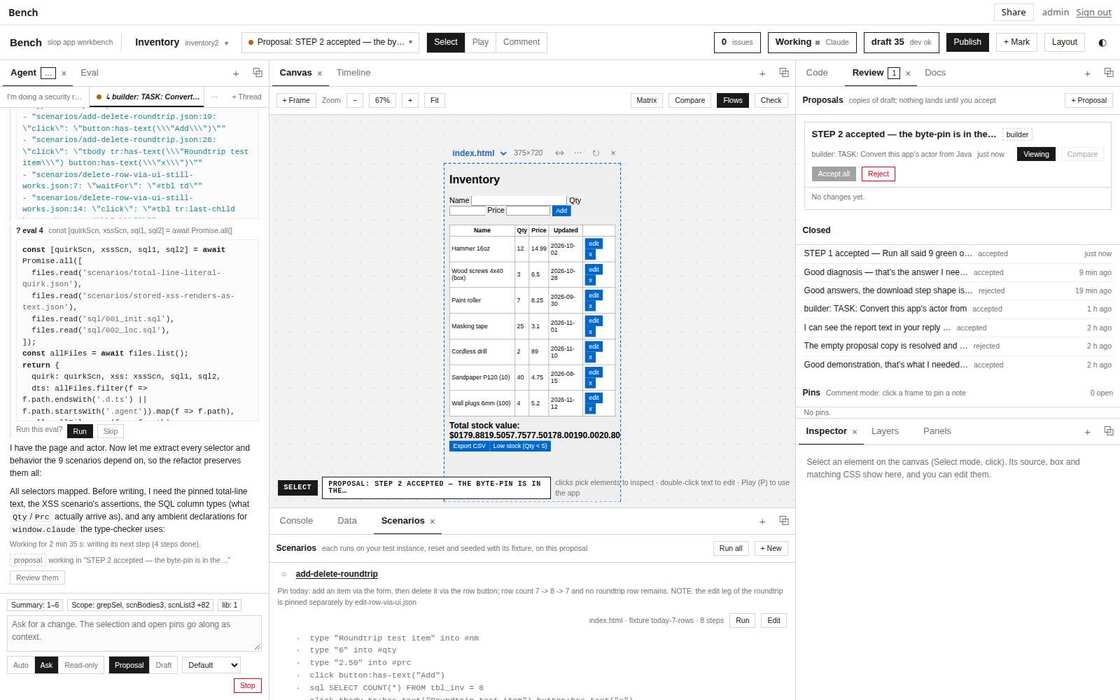 Bench
Share admin Sign out
Bench slop app workbench Inventory inventory2 ▾ Proposal: STEP 2 accepted — the by… ▾ Select Play Comment 0 issues Working Claude draft 35 dev ok Publish + Mark Layout
Agent … × Eval +
I'm doing a security r… ↳ builder: TASK: Convert… ··· + Thread
- "scenarios/add-delete-roundtrip.json:19:
\"click\": \"button:has-text(\\\"Add\\\")\""
- "scenarios/add-delete-roundtrip.json:26:
\"click\": \"tbody tr:has-text(\\\"Roundtrip test
item\\\") button:has-text(\\\"x\\\")\""
- "scenarios/delete-row-via-ui-still-
works.json:7: \"waitFor\": \"#tbl td\""
- "scenarios/delete-row-via-ui-still-
works.json:14: \"click\": \"#tbl tr:last-child
? eval 4 const [quirkScn, xssScn, sql1, sql2] = await Promise.all([
const [quirkScn, xssScn, sql1, sql2] = await
Promise.all([
files.read('scenarios/total-line-literal-
quirk.json'),
files.read('scenarios/stored-xss-renders-as-
text.json'),
files.read('sql/001_init.sql'),
files.read('sql/002_loc.sql'),
]);
const allFiles = await files.list();
return {
quirk: quirkScn, xss: xssScn, sql1, sql2,
dts: allFiles.filter(f =>
f.path.endsWith('.d.ts') ||
f.path.startsWith('.agent')).map(f => f.path),
Run this eval? Run Skip
I have the page and actor. Now let me extract every selector and
behavior the 9 scenarios depend on, so the refactor preserves
them all:
All selectors mapped. Before writing, I need the pinned total-line
text, the XSS scenario's assertions, the SQL column types (what
Qty / Prc actually arrive as), and any ambient declarations for
window.claude the type-checker uses:
Working for 2 min 35 s: writing its next step (4 steps done).
proposal working in "STEP 2 accepted — the byte-pin is in the…"
Review them
Summary: 1–6 Scope: grepSel, scnBodies3, scnList3 +82 lib: 1
Ask for a change. The selection and open pins go along as
context.
Auto Ask Read-only Proposal Draft Default
Stop
Canvas × Timeline +
+ Frame Zoom − 67% + Fit Matrix Compare Flows Check
index.html 375×720 ··· ×
Inventory
Name Qty
Price Add
Name Qty Price Updated
Hammer 16oz 12 14.99 2026-10-02 edit x
Wood screws 4x40 (box) 3 6.5 2026-10-28 edit x
Paint roller 7 8.25 2026-09-30 edit x
Masking tape 25 3.1 2026-11-01 edit x
Cordless drill 2 89 2026-11-10 edit x
Sandpaper P120 (10) 40 4.75 2026-08-15 edit x
Wall plugs 6mm (100) 4 5.2 2026-11-12 edit x
Total stock value:
$0179.8819.5057.7577.50178.00190.0020.80
Export CSV Low stock (Qty < 5)
SELECT PROPOSAL: STEP 2 ACCEPTED — THE BYTE-PIN IS IN THE… clicks pick elements to inspect · double-click text to edit · Play (P) to use the app
Console Data Scenarios × +
Scenarios each runs on your test instance, reset and seeded with its fixture, on this proposal Run all + New
○ add-delete-roundtrip
Pin today: add an item via the form, then delete it via the row button; row count 7 -> 8 -> 7 and no roundtrip row remains. NOTE: the edit leg of the roundtrip
is pinned separately by edit-row-via-ui.json
index.html · fixture today-7-rows · 8 steps Run Edit
· type "Roundtrip test item" into #nm
· type "6" into #qty
· type "2.50" into #prc
· click button:has-text("Add")
· sql SELECT COUNT(*) FROM tbl_inv = 8
· click tbody tr:has-text("Roundtrip test item") button:has-text("x")
Code Review 1 × Docs +
Proposals copies of draft; nothing lands until you accept + Proposal
STEP 2 accepted — the byte-pin is in the… builder
builder: TASK: Convert this app's actor from Java just now Viewing Compare
Accept all Reject
No changes yet.
Closed
STEP 1 accepted — Run all said 9 green o… accepted just now
Good diagnosis — that's the answer I nee… accepted 9 min ago
Good answers, the download step shape is… rejected 19 min ago
builder: TASK: Convert this app's actor from accepted 1 h ago
I can see the report text in your reply … accepted 2 h ago
The empty proposal copy is resolved and … rejected 2 h ago
Good demonstration, that's what I needed… accepted 2 h ago
Pins Comment mode: click a frame to pin a note 0 open
No pins.
Inspector × Layers Panels +
Select an element on the canvas (Select mode, click). Its source, box and
matching CSS show here, and you can edit them.